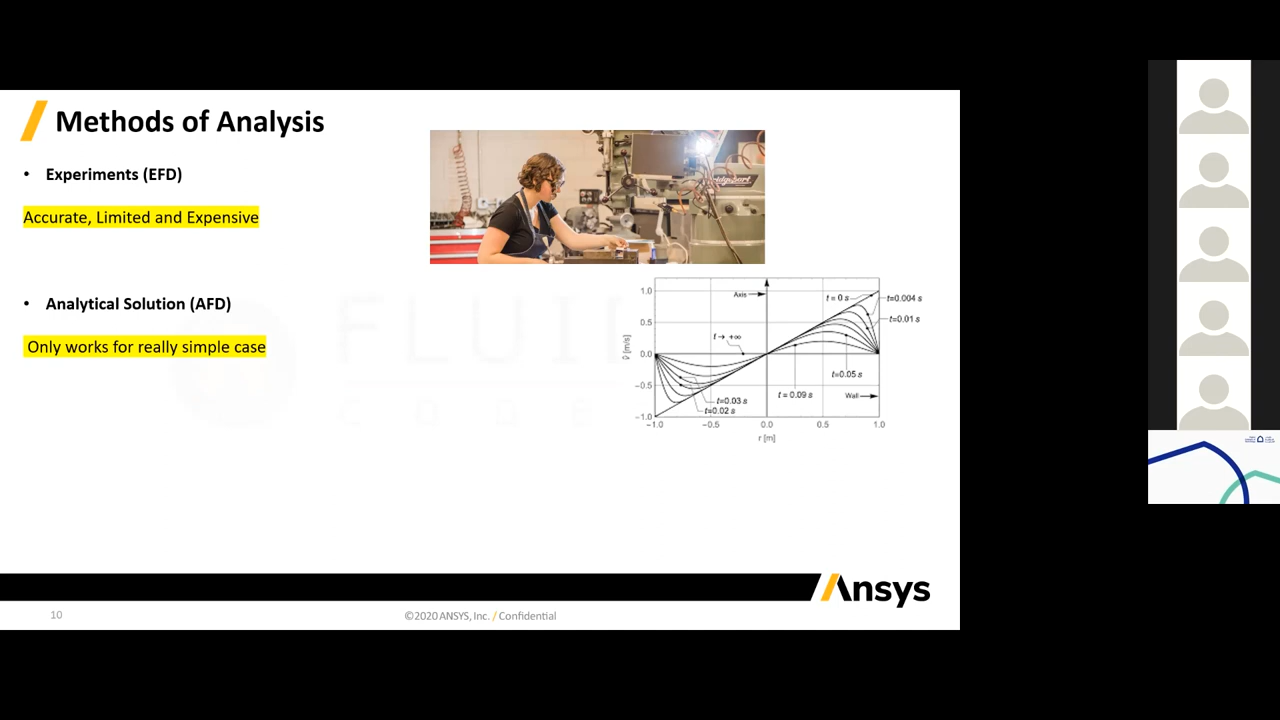 Methods of Analysis
• Experiments (EFD)
Accurate, Limited and Expensive
• Analytical Solution (AFD)
Only works for really simple case
1.0
0.5
0.0
−0.5
−1.0
Axis
t = 0 s
t=0.004 s
t=0.01 s
t → +∞
t=0.05 s
t = 0.09 s
t=0.03 s
t=0.02 s
Wall
−1.0
−0.5
0.0
0.5
1.0
r [m]
[m/s]
FLUI
codes
Ansys
10
©2020 ANSYS, Inc. / Confidential